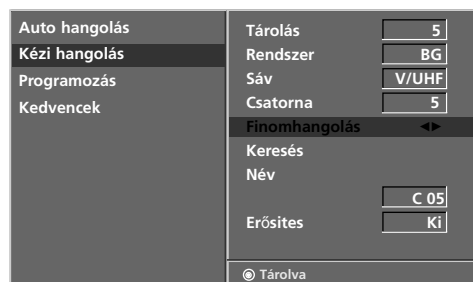 Auto hangolás
Kézi hangolás
Programozás
Kedvencek
Tárolás 5
Rendszer BG
Sáv V/UHF
Csatorna 5
Finomhangolás ◄►
Keresés
Név
C 05
Erősites Ki
◉ Tárolva